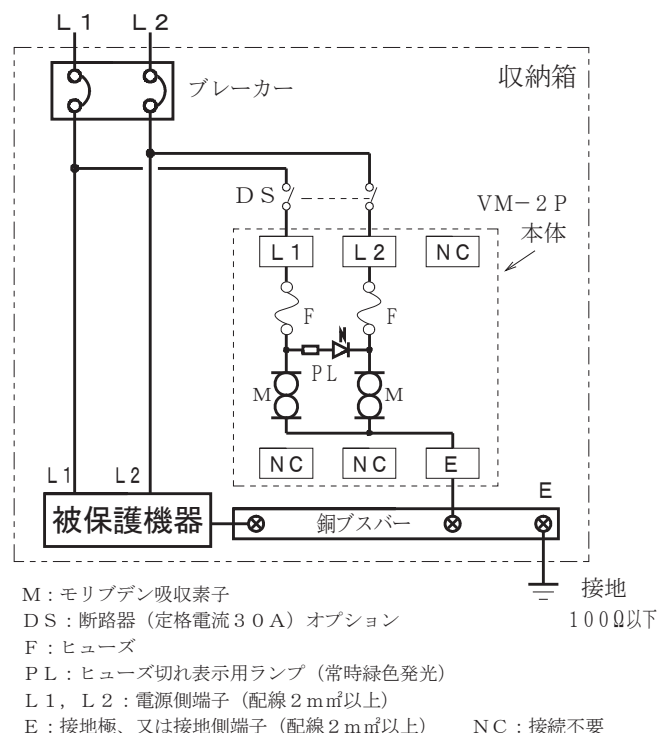 L1 L2
ブレーカー
収納箱
DS
VM−2P
本体
L1 L2 NC
F F
PL
M M
NC NC E
L1 L2
E
被保護機器
銅ブスバー
接地
100Ω以下
M：モリブデン吸収素子
DS：断路器（定格電流30A）オプション
F：ヒューズ
PL：ヒューズ切れ表示用ランプ（常時緑色発光）
L1，L2：電源側端子（配線2m㎡以上）
E：接地極、又は接地側端子（配線2m㎡以上） NC：接続不要